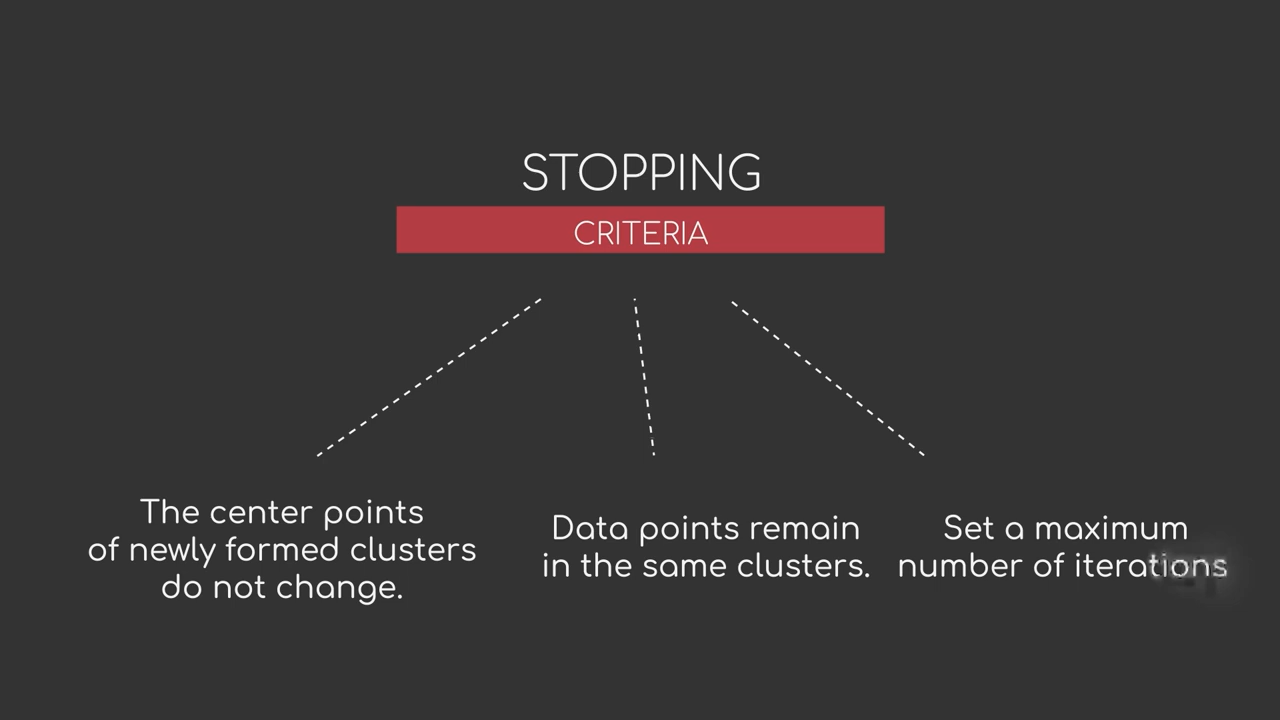 STOPPING
CRITERIA
The center points
of newly formed clusters
do not change.
Data points remain
in the same clusters.
Set a maximum
number of iterations